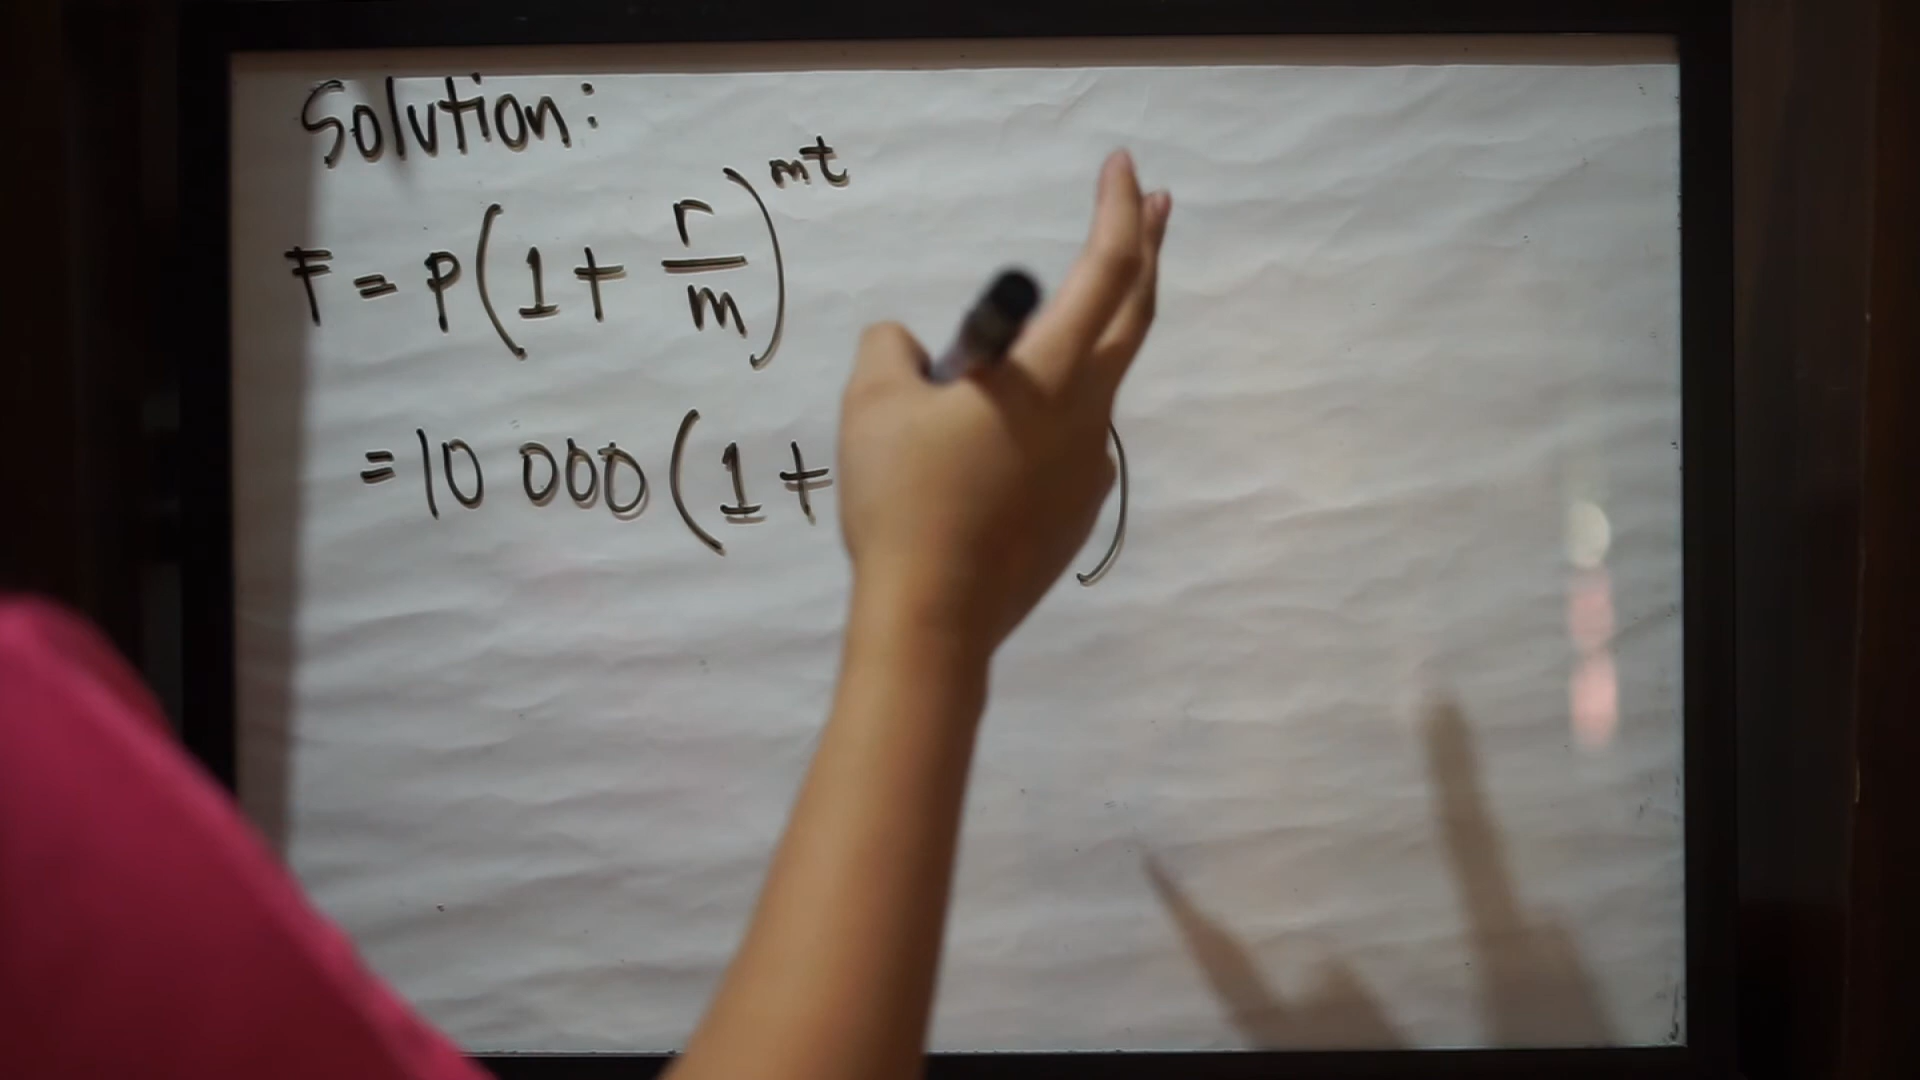 Solution:
F = P(1 + r/m)^mt
= 10 000 (1 + )